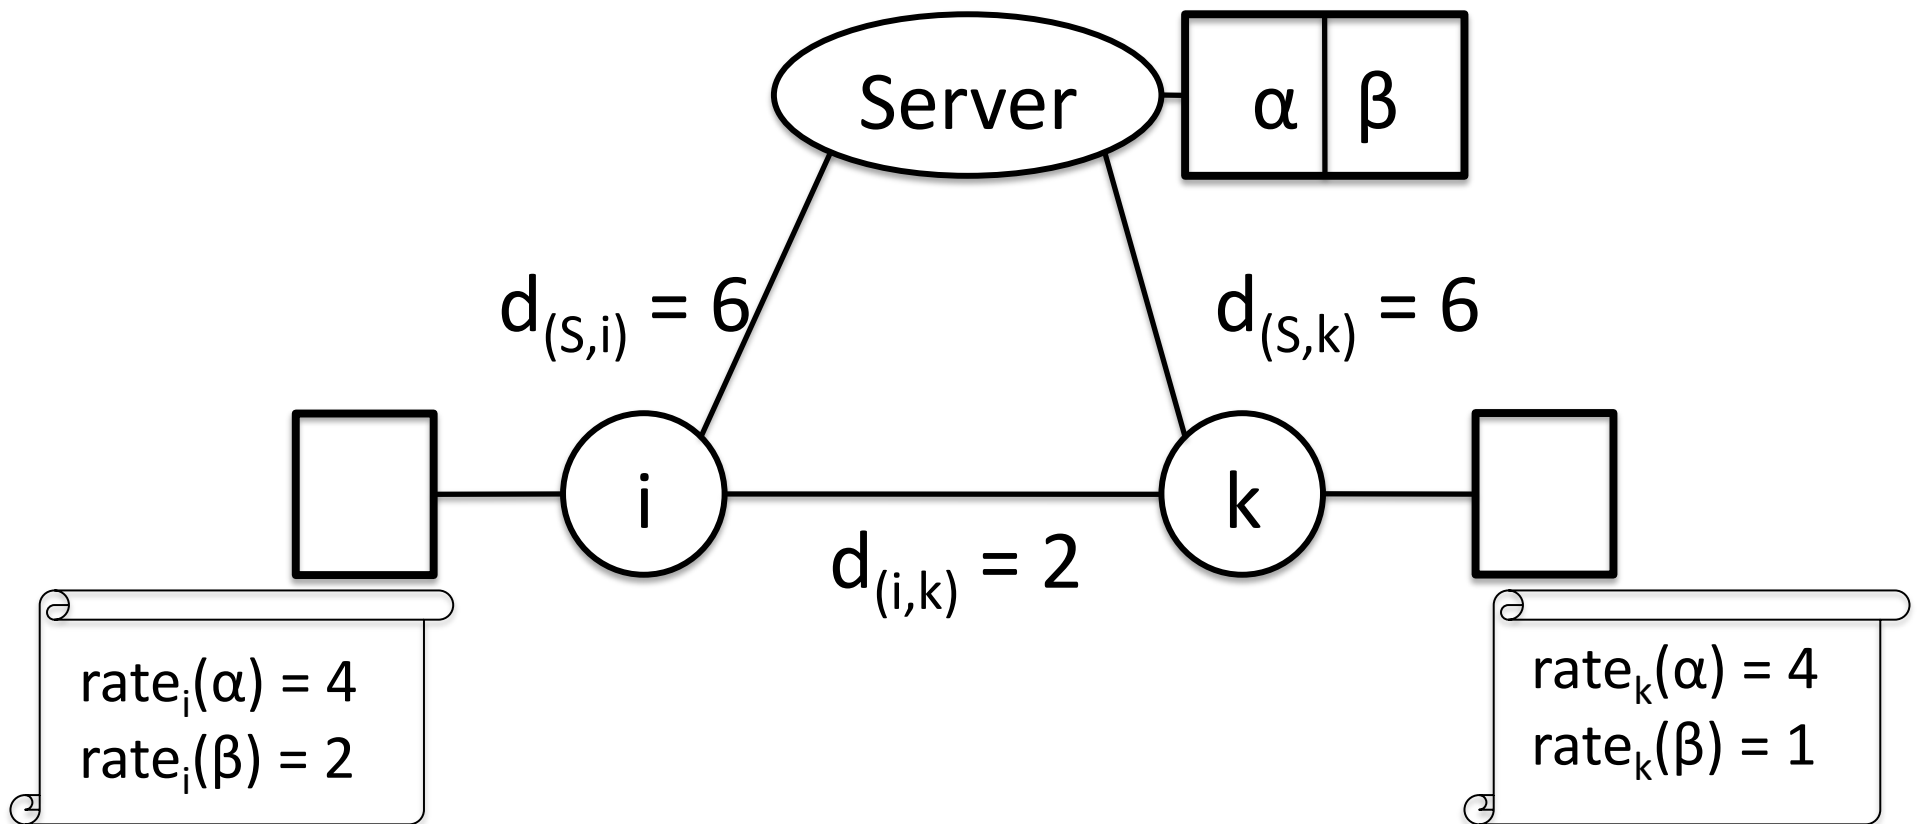 Server
α β
d(S,i) = 6
d(S,k) = 6
i
k
d(i,k) = 2
ratei(α) = 4
ratei(β) = 2
ratek(α) = 4
ratek(β) = 1